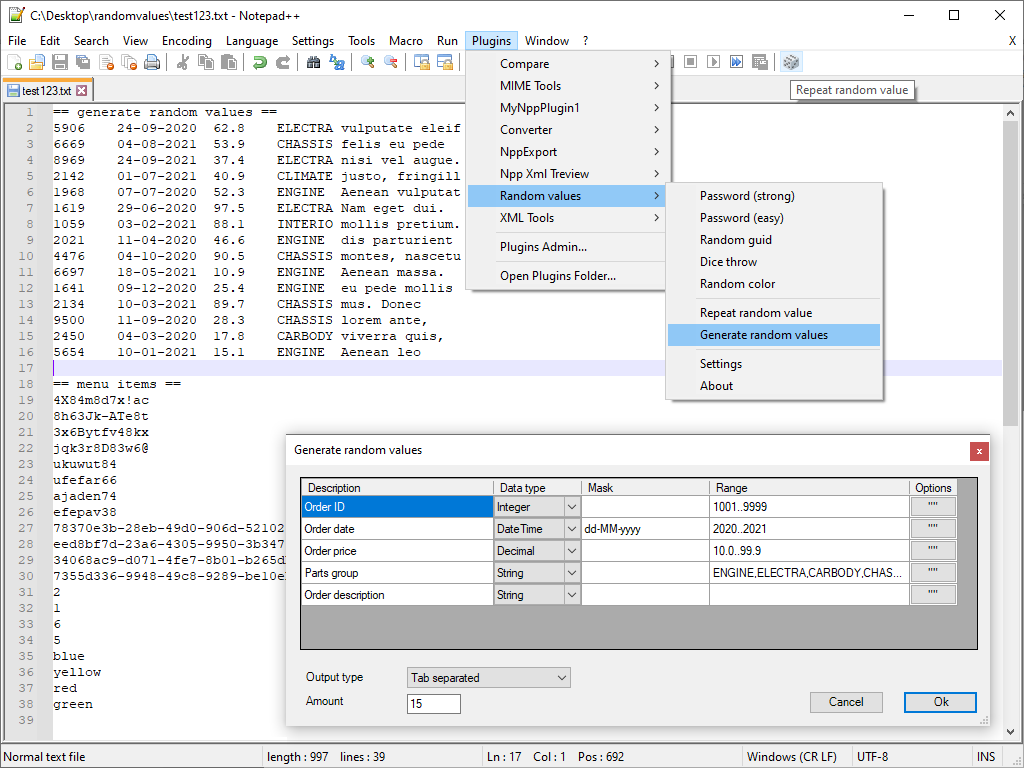 C:\Desktop\randomvalues\test123.txt - Notepad++
File Edit Search View Encoding Language Settings Tools Macro Run Plugins Window ? X
test123.txt
Repeat random value
1 == generate random values ==
2 5906 24-09-2020 62.8 ELECTRA vulputate eleif
3 6669 04-08-2021 53.9 CHASSIS felis eu pede
4 8969 24-09-2021 37.4 ELECTRA nisi vel augue.
5 2142 01-07-2021 40.9 CLIMATE justo, fringill
6 1968 07-07-2020 52.3 ENGINE Aenean vulputat
7 1619 29-06-2020 97.5 ELECTRA Nam eget dui.
8 1059 03-02-2021 88.1 INTERIO mollis pretium.
9 2021 11-04-2020 46.6 ENGINE dis parturient
10 4476 04-10-2020 90.5 CHASSIS montes, nascetu
11 6697 18-05-2021 10.9 ENGINE Aenean massa.
12 1641 09-12-2020 25.4 ENGINE eu pede mollis
13 2134 10-03-2021 89.7 CHASSIS mus. Donec
14 9500 11-09-2020 28.3 CHASSIS lorem ante,
15 2450 04-03-2020 17.8 CARBODY viverra quis,
16 5654 10-01-2021 15.1 ENGINE Aenean leo
17
18 == menu items ==
19 4X84m8d7x!ac
20 8h63Jk-ATe8t
21 3x6Bytfv48kx
22 jqk3r8D83w6@
23 ukuwut84
24 ufefar66
25 ajaden74
26 efepav38
27 78370e3b-28eb-49d0-906d-52102
28 eed8bf7d-23a6-4305-9950-3b347
29 34068ac9-d071-4fe7-8b01-b265d
30 7355d336-9948-49c8-9289-be10e
31 2
32 1
33 6
34 5
35 blue
36 yellow
37 red
38 green
39
Compare
MIME Tools
MyNppPlugin1
Converter
NppExport
Npp Xml Treview
Random values
XML Tools
Plugins Admin...
Open Plugins Folder...
Password (strong)
Password (easy)
Random guid
Dice throw
Random color
Repeat random value
Generate random values
Settings
About
Generate random values
Description Data type Mask Range Options
Order ID Integer 1001..9999 ""
Order date DateTime dd-MM-yyyy 2020..2021 ""
Order price Decimal 10.0..99.9 ""
Parts group String ENGINE,ELECTRA,CARBODY,CHAS... ""
Order description String ""
Output type Tab separated
Amount 15
Cancel Ok
Normal text file length : 997 lines : 39 Ln : 17 Col : 1 Pos : 692 Windows (CR LF) UTF-8 INS